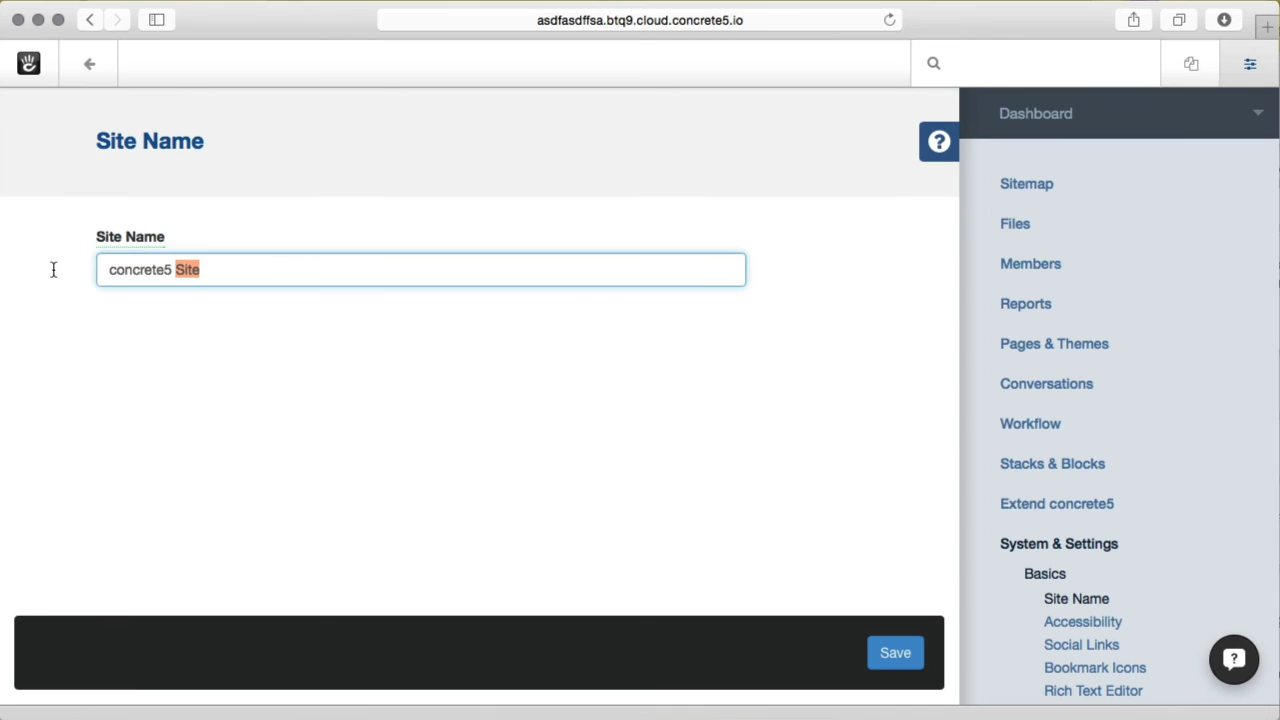 asdfasdffsa.btq9.cloud.concrete5.io
Dashboard
Site Name
Site Name
concrete5 Site
Sitemap
Files
Members
Reports
Pages & Themes
Conversations
Workflow
Stacks & Blocks
Extend concrete5
System & Settings
Basics
Site Name
Accessibility
Social Links
Bookmark Icons
Rich Text Editor
Save